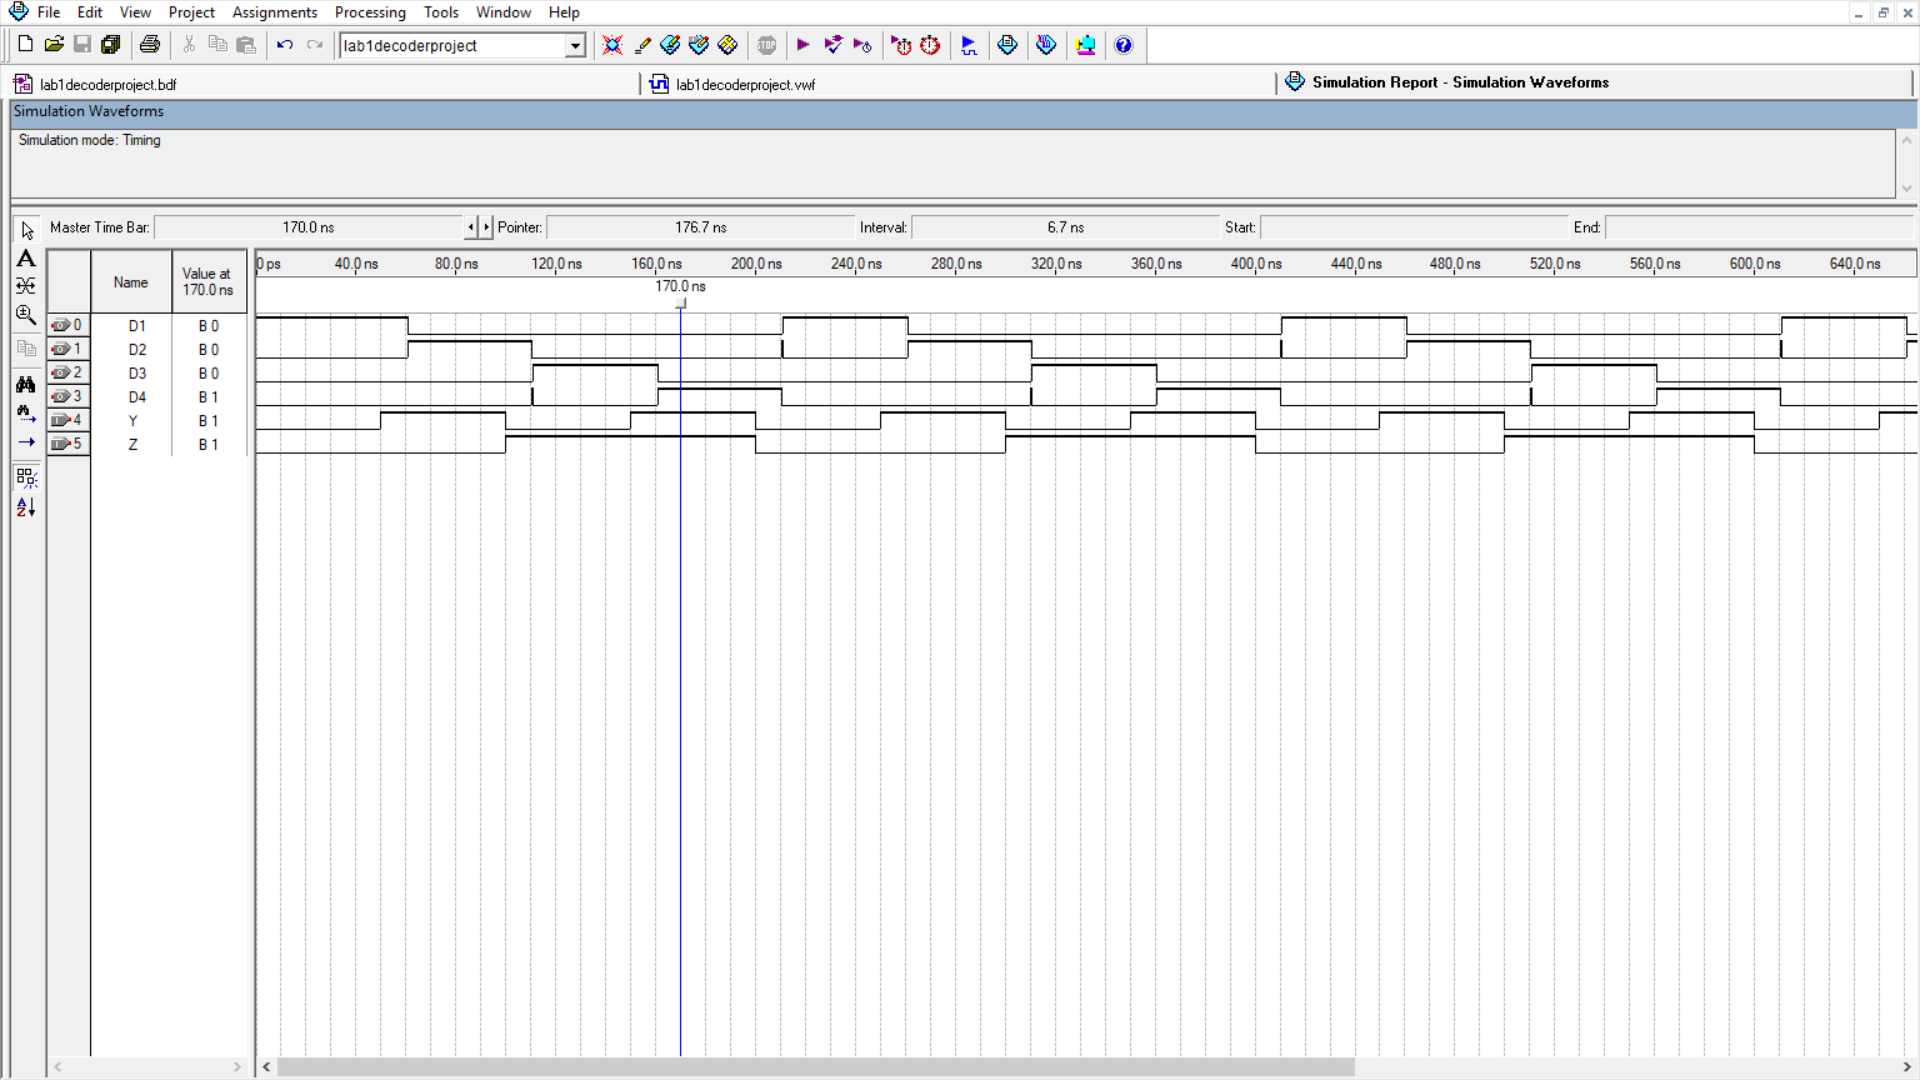 File Edit View Project Assignments Processing Tools Window Help
lab1decoderproject
STOP
lab1decoderproject.bdf lab1decoderproject.vwf Simulation Report - Simulation Waveforms
Simulation Waveforms
Simulation mode: Timing
Master Time Bar: 170.0 ns Pointer: 176.7 ns Interval: 6.7 ns Start: End:
A
Name Value at 170.0 ns
0 ps 40.0 ns 80.0 ns 120.0 ns 160.0 ns 200.0 ns 240.0 ns 280.0 ns 320.0 ns 360.0 ns 400.0 ns 440.0 ns 480.0 ns 520.0 ns 560.0 ns 600.0 ns 640.0 ns
170.0 ns
0 D1 B 0
1 D2 B 0
2 D3 B 0
3 D4 B 1
4 Y B 1
5 Z B 1
A
Z